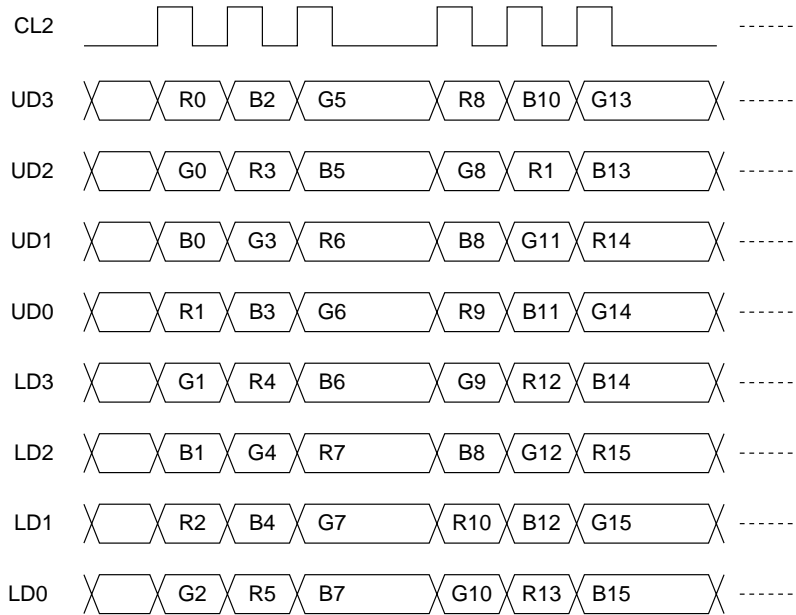 CL2
UD3 R0 B2 G5 R8 B10 G13
UD2 G0 R3 B5 G8 R1 B13
UD1 B0 G3 R6 B8 G11 R14
UD0 R1 B3 G6 R9 B11 G14
LD3 G1 R4 B6 G9 R12 B14
LD2 B1 G4 R7 B8 G12 R15
LD1 R2 B4 G7 R10 B12 G15
LD0 G2 R5 B7 G10 R13 B15